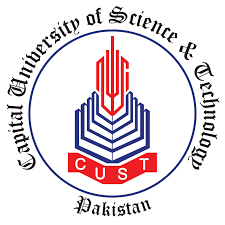 Capital University of Science & Technology
CUST
Pakistan